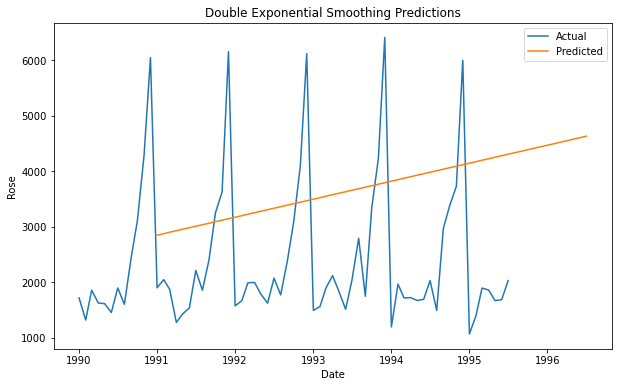 Double Exponential Smoothing Predictions
Actual
Predicted
6000
5000
4000
3000
2000
1000
Rose
1990 1991 1992 1993 1994 1995 1996
Date